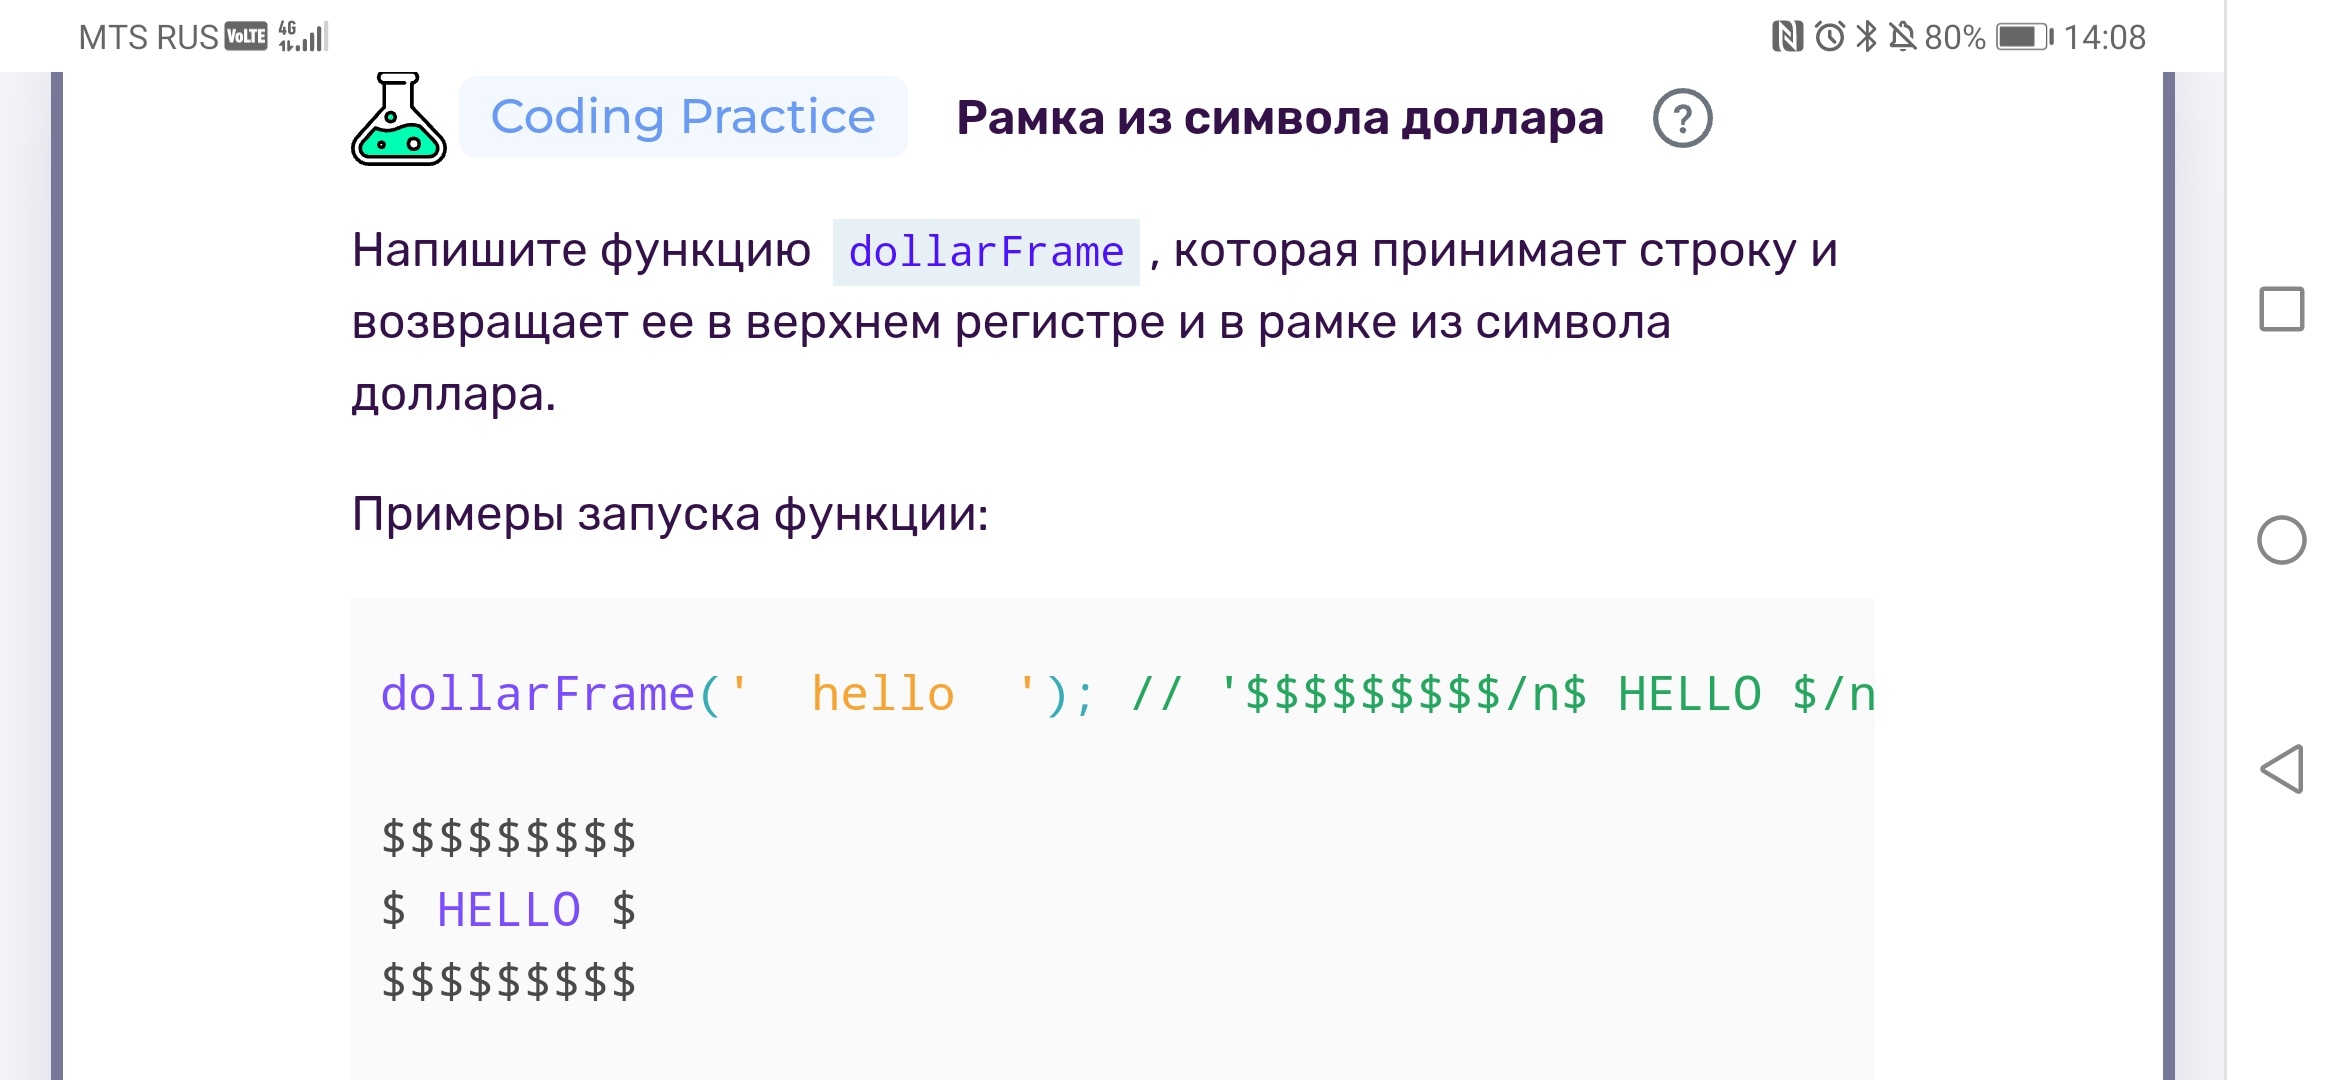 MTS RUS VoLTE 4G 80% 14:08
Coding Practice Рамка из символа доллара ?
Напишите функцию dollarFrame , которая принимает строку и
возвращает ее в верхнем регистре и в рамке из символа
доллара.
Примеры запуска функции:
dollarFrame('  hello  '); // '$$$$$$$$$/n$ HELLO $/n
$$$$$$$$$
$ HELLO $
$$$$$$$$$